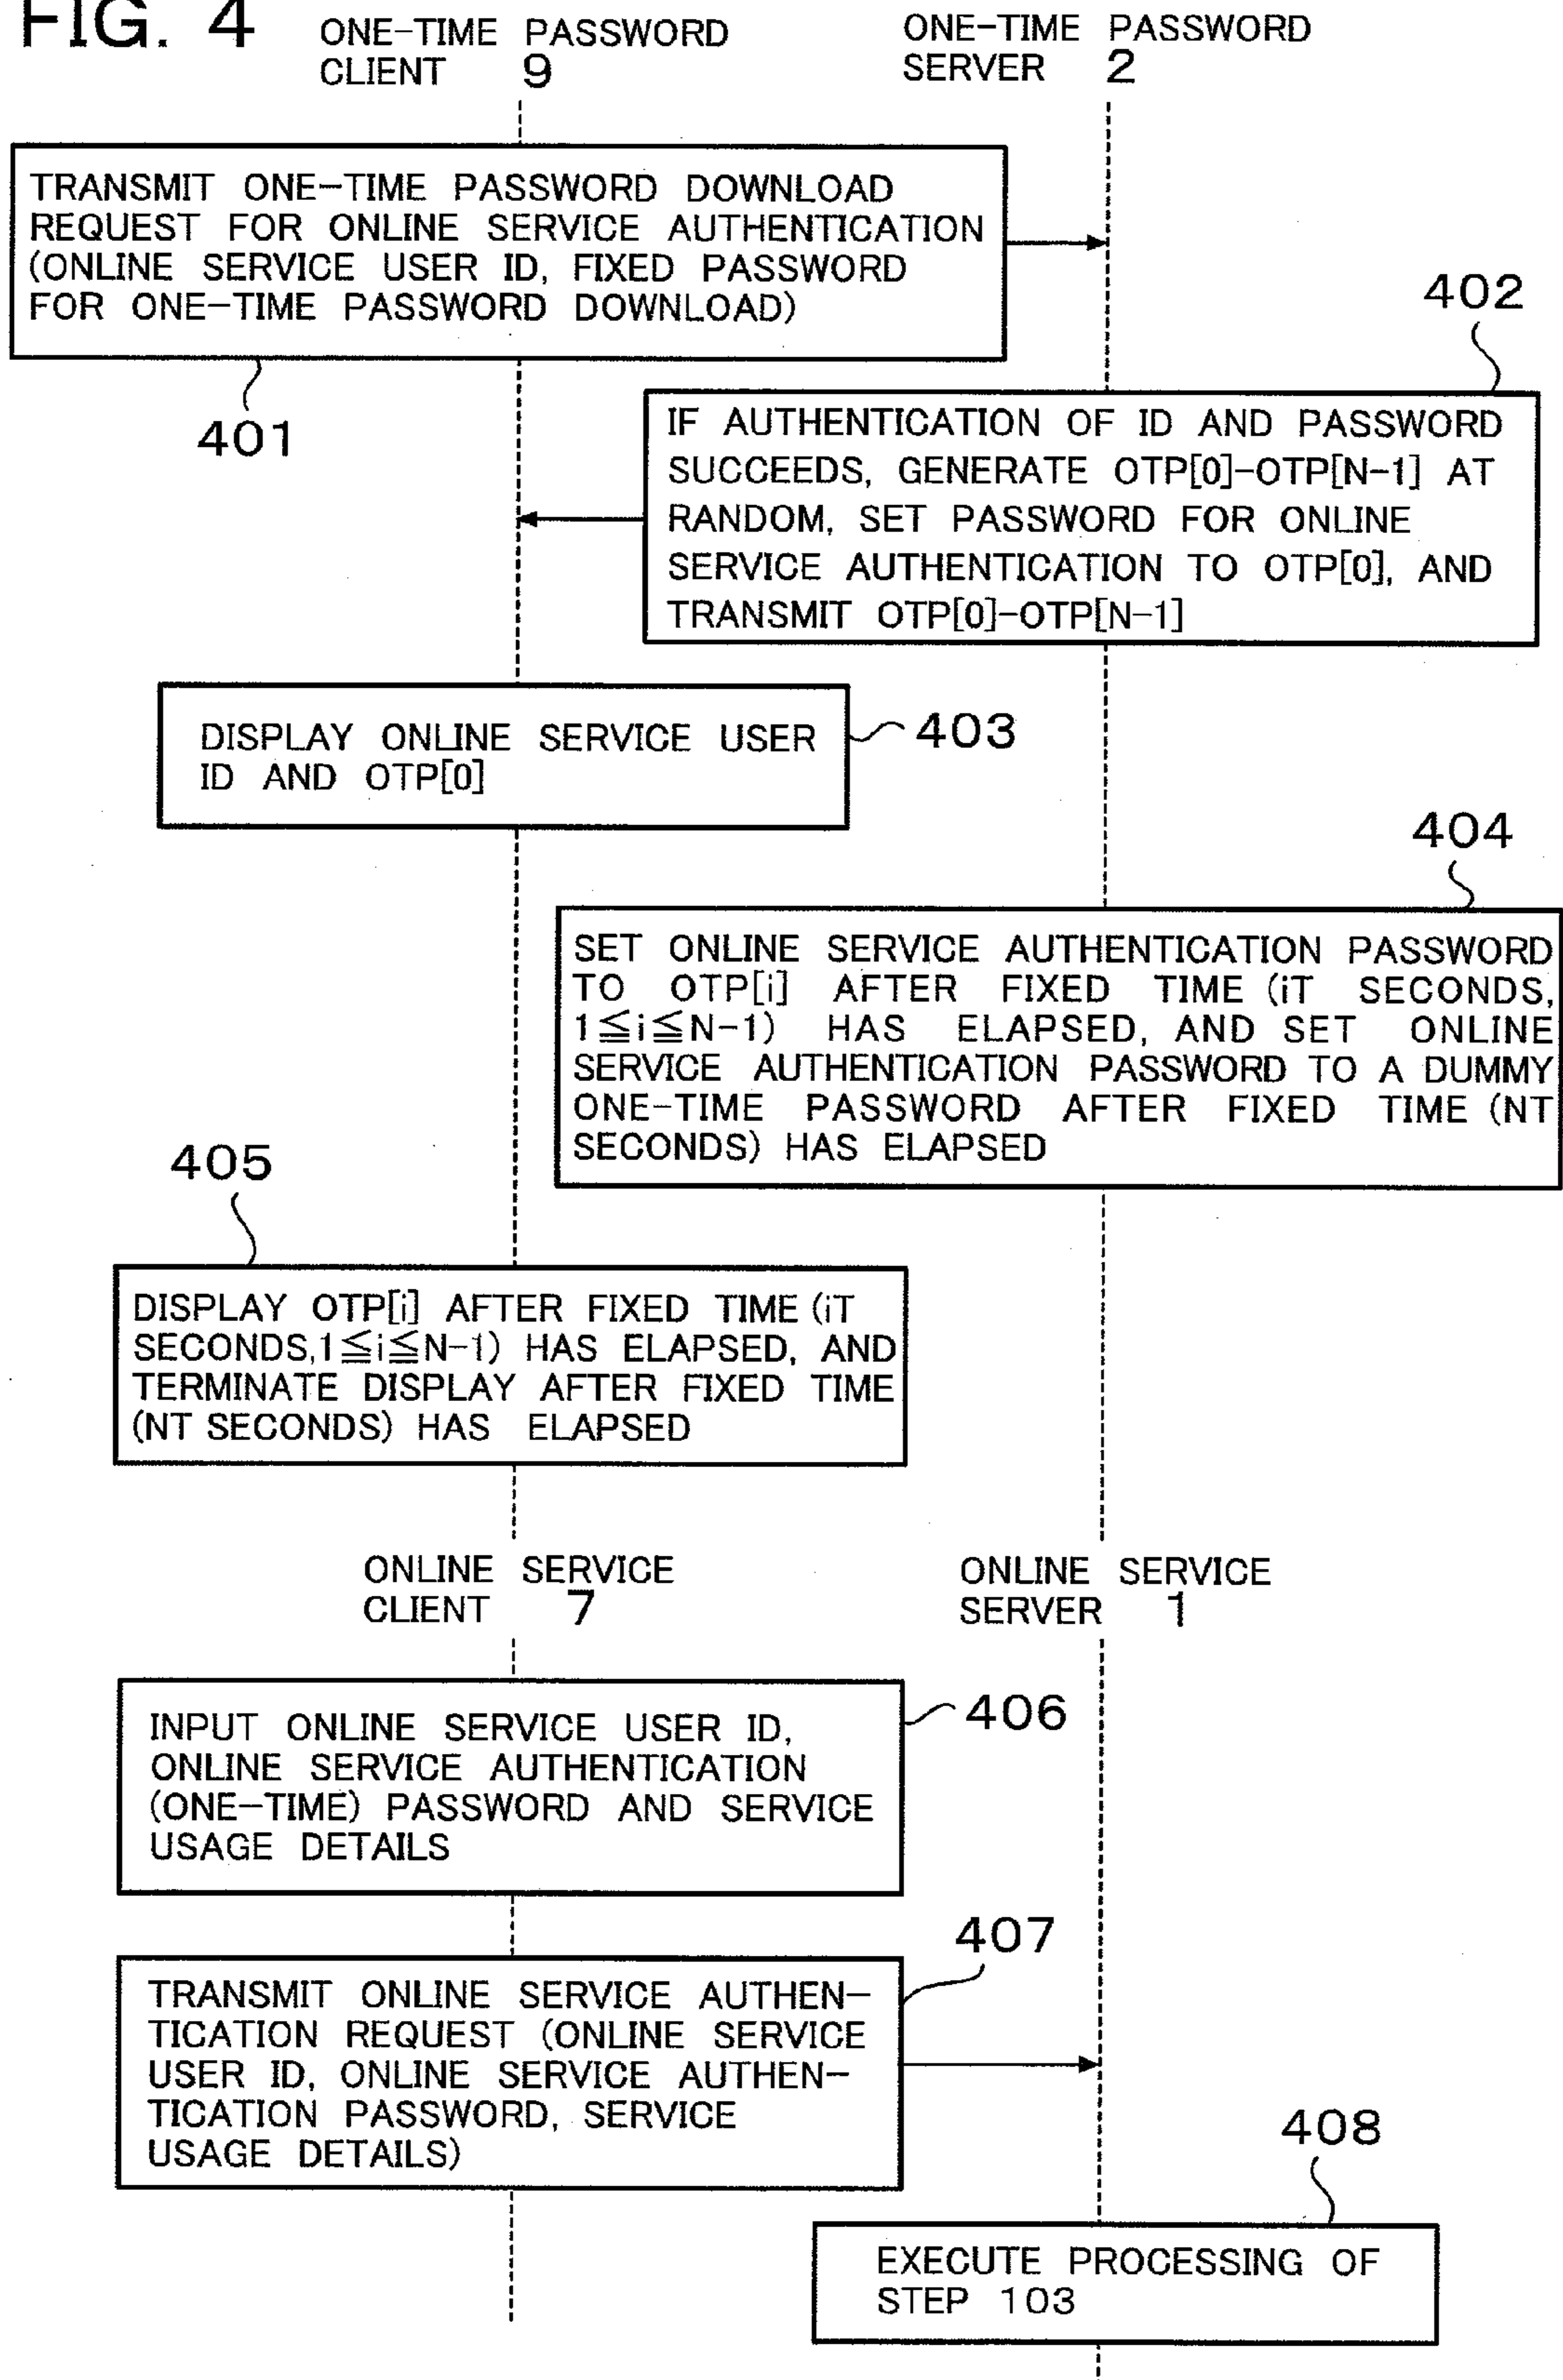 FIG. 4
ONE-TIME PASSWORD
CLIENT 9
ONE-TIME PASSWORD
SERVER 2
TRANSMIT ONE-TIME PASSWORD DOWNLOAD
REQUEST FOR ONLINE SERVICE AUTHENTICATION
(ONLINE SERVICE USER ID, FIXED PASSWORD
FOR ONE-TIME PASSWORD DOWNLOAD)
401
402
IF AUTHENTICATION OF ID AND PASSWORD
SUCCEEDS, GENERATE OTP[0]-OTP[N-1] AT
RANDOM, SET PASSWORD FOR ONLINE
SERVICE AUTHENTICATION TO OTP[0], AND
TRANSMIT OTP[0]-OTP[N-1]
DISPLAY ONLINE SERVICE USER
ID AND OTP[0]
403
404
SET ONLINE SERVICE AUTHENTICATION PASSWORD
TO OTP[i] AFTER FIXED TIME (iT SECONDS,
1≦i≦N-1) HAS ELAPSED, AND SET ONLINE
SERVICE AUTHENTICATION PASSWORD TO A DUMMY
ONE-TIME PASSWORD AFTER FIXED TIME (NT
SECONDS) HAS ELAPSED
405
DISPLAY OTP[i] AFTER FIXED TIME (iT
SECONDS,1≦i≦N-1) HAS ELAPSED, AND
TERMINATE DISPLAY AFTER FIXED TIME
(NT SECONDS) HAS ELAPSED
ONLINE SERVICE
CLIENT 7
ONLINE SERVICE
SERVER 1
INPUT ONLINE SERVICE USER ID,
ONLINE SERVICE AUTHENTICATION
(ONE-TIME) PASSWORD AND SERVICE
USAGE DETAILS
406
407
TRANSMIT ONLINE SERVICE AUTHEN-
TICATION REQUEST (ONLINE SERVICE
USER ID, ONLINE SERVICE AUTHEN-
TICATION PASSWORD, SERVICE
USAGE DETAILS)
408
EXECUTE PROCESSING OF
STEP 103